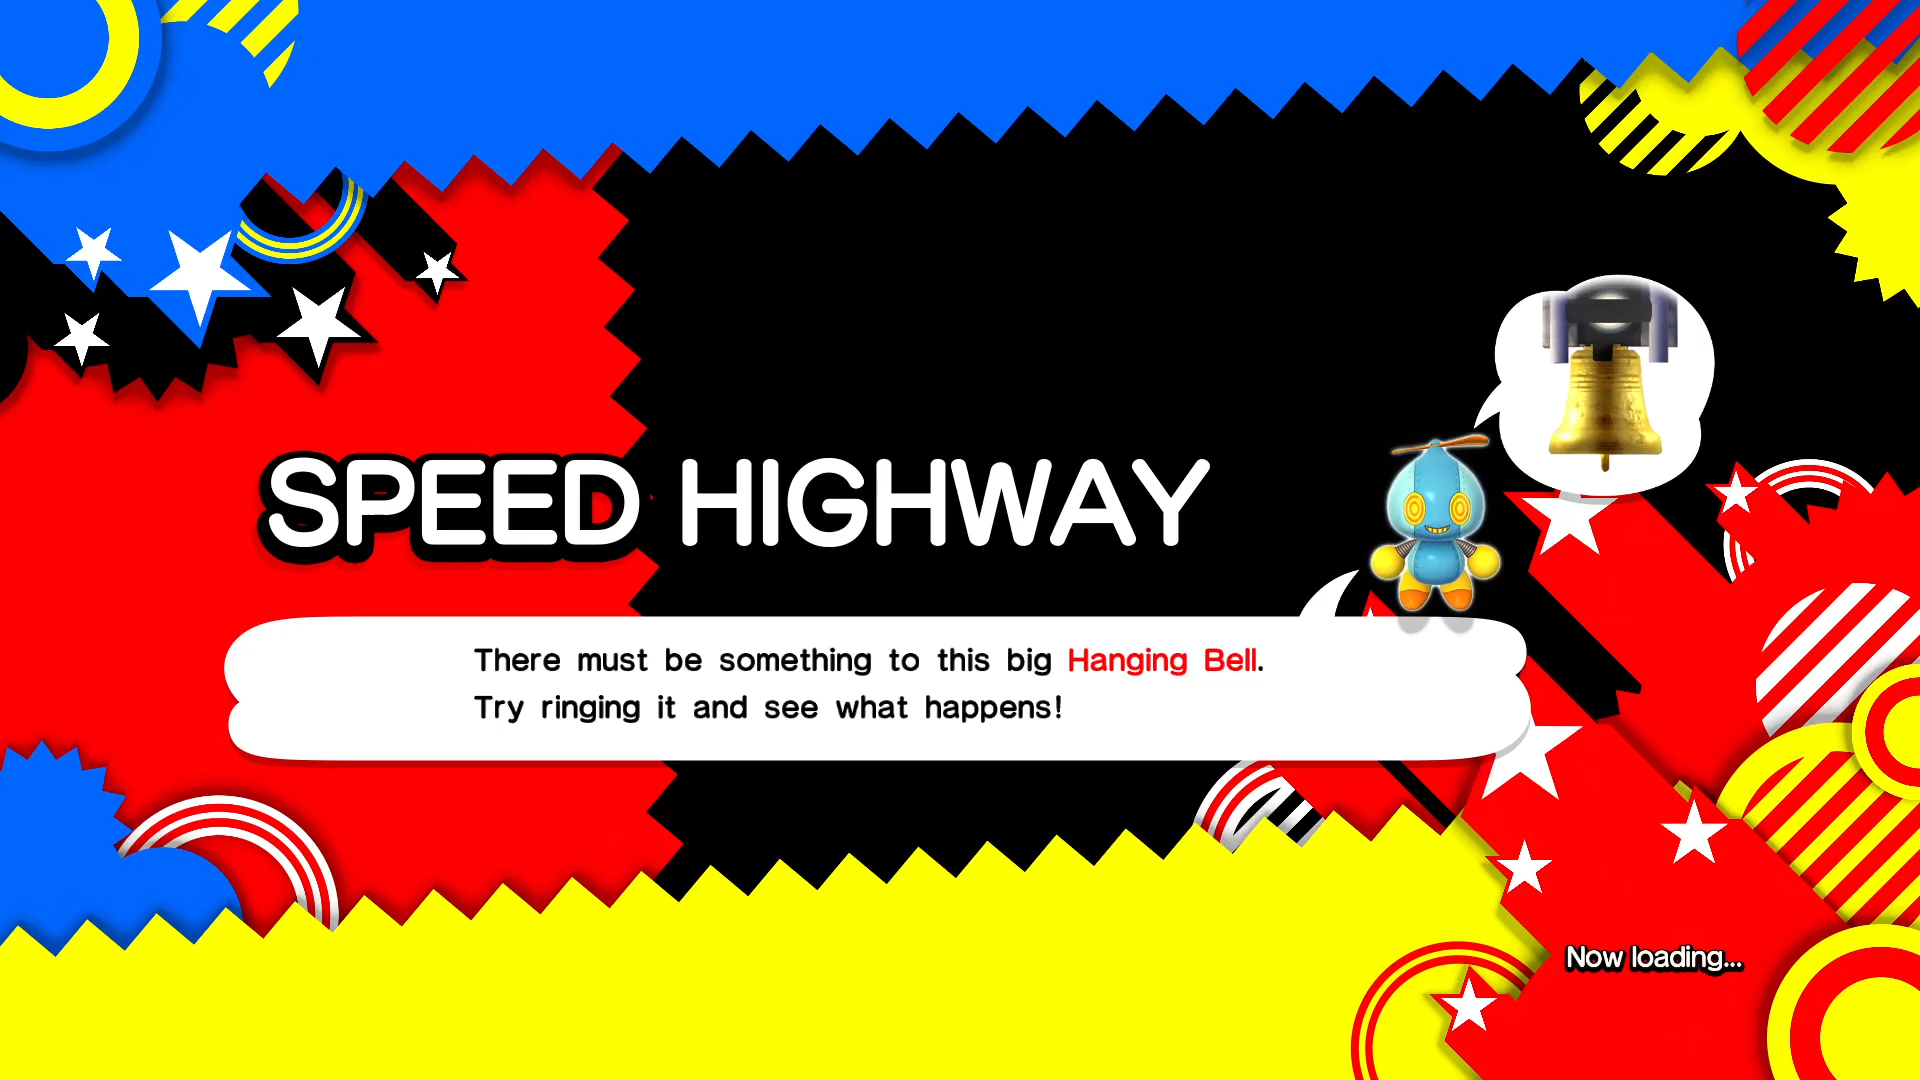 SPEED HIGHWAY
There must be something to this big Hanging Bell.
Try ringing it and see what happens!
Now loading...